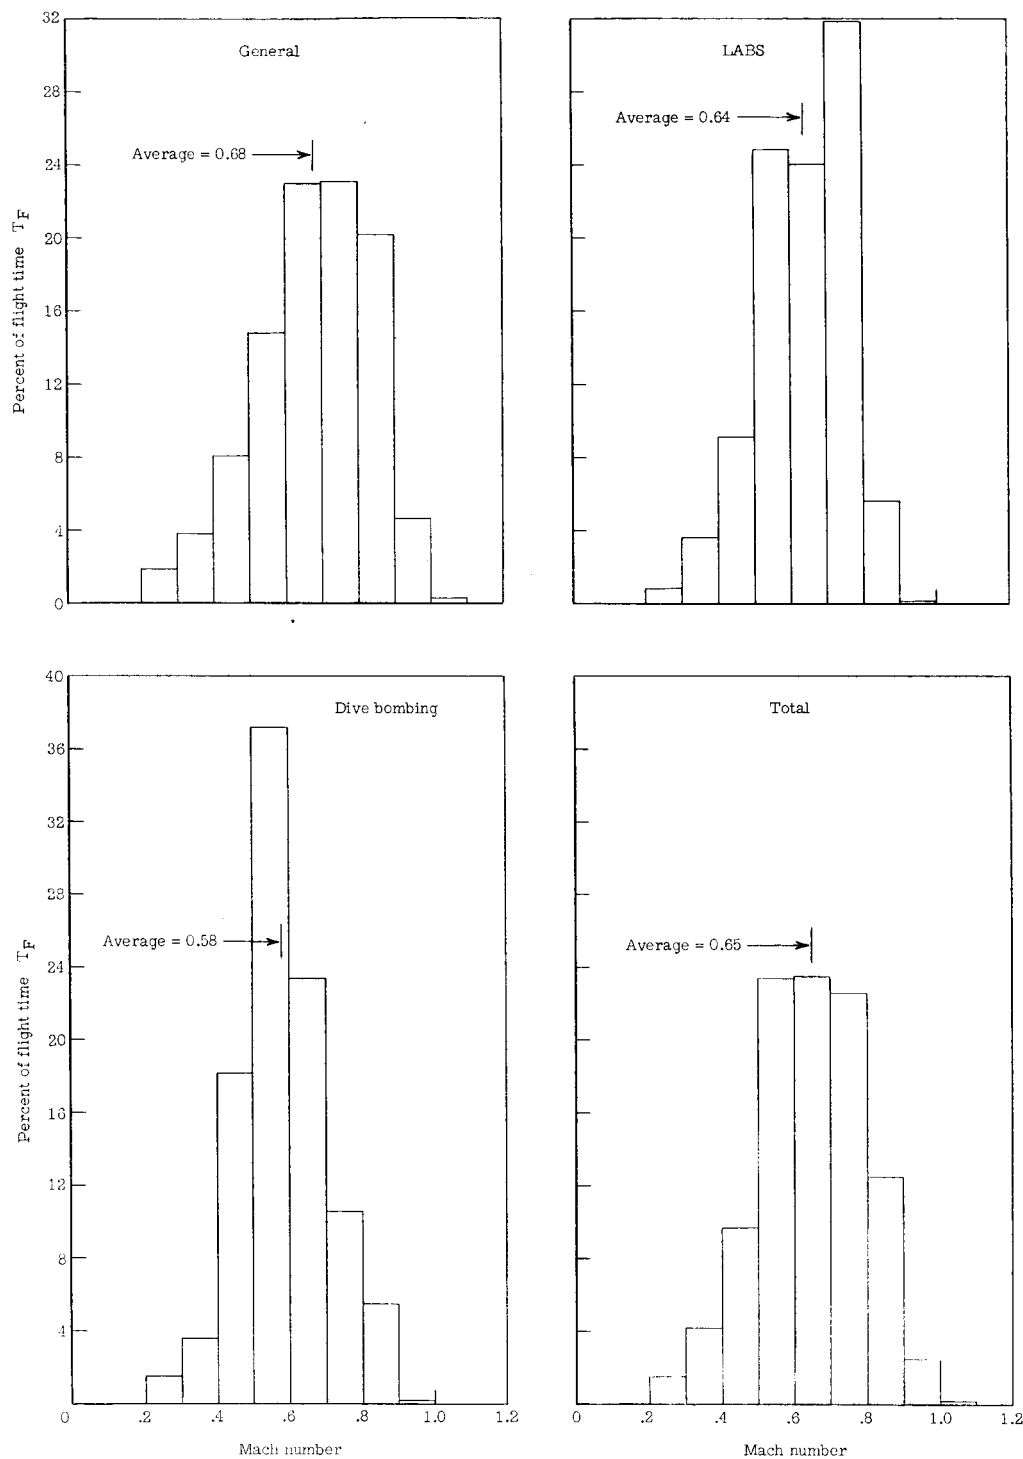 32
General
28
Average = 0.68
24
20
16
12
8
4
0
Percent of flight time T_F
LABS
Average = 0.64
40
Dive bombing
36
32
28
Average = 0.58
24
20
16
12
8
4
Percent of flight time T_F
0 .2 .4 .6 .8 1.0 1.2
Mach number
Total
Average = 0.65
0 .2 .4 .6 .8 1.0 1.2
Mach number